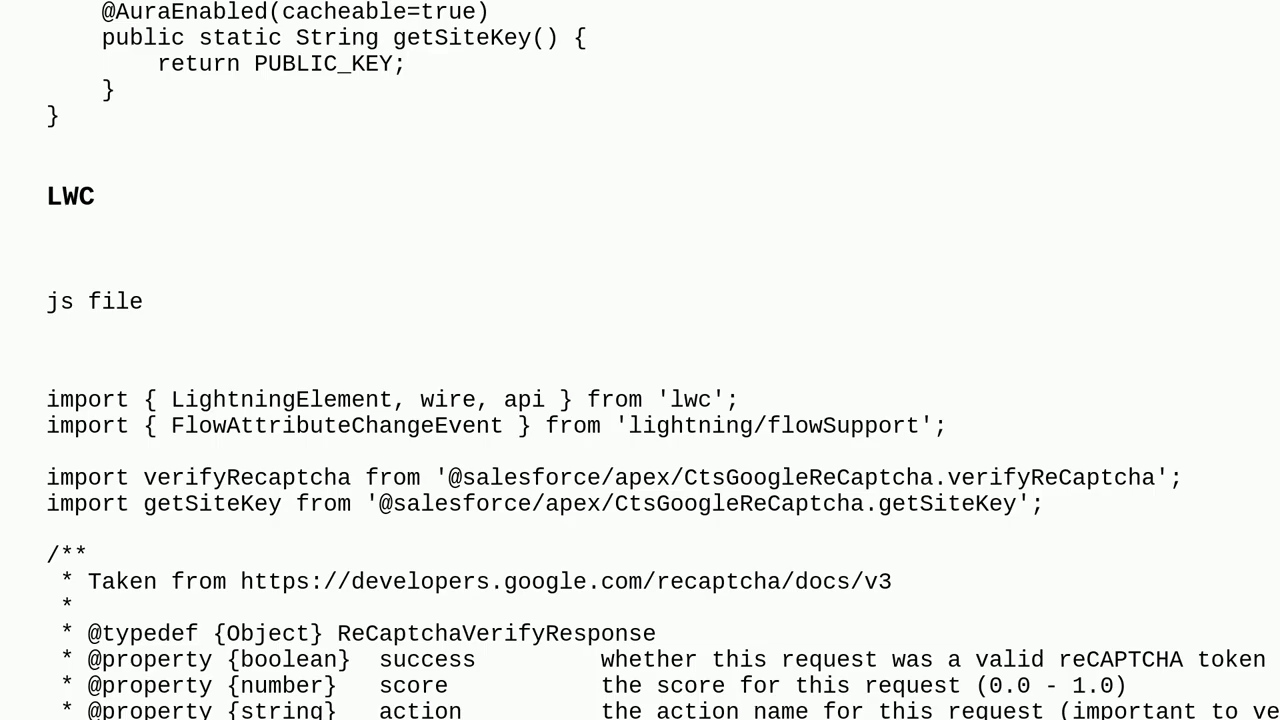 @AuraEnabled(cacheable=true)
public static String getSiteKey() {
return PUBLIC_KEY;
}
}
LWC
js file
import { LightningElement, wire, api } from 'lwc';
import { FlowAttributeChangeEvent } from 'lightning/flowSupport';
import verifyRecaptcha from '@salesforce/apex/CtsGoogleReCaptcha.verifyReCaptcha';
import getSiteKey from '@salesforce/apex/CtsGoogleReCaptcha.getSiteKey';
/**
* Taken from https://developers.google.com/recaptcha/docs/v3
*
* @typedef {Object} ReCaptchaVerifyResponse
* @property {boolean} success whether this request was a valid reCAPTCHA token
* @property {number} score the score for this request (0.0 - 1.0)
* @property {string} action the action name for this request (important to ve